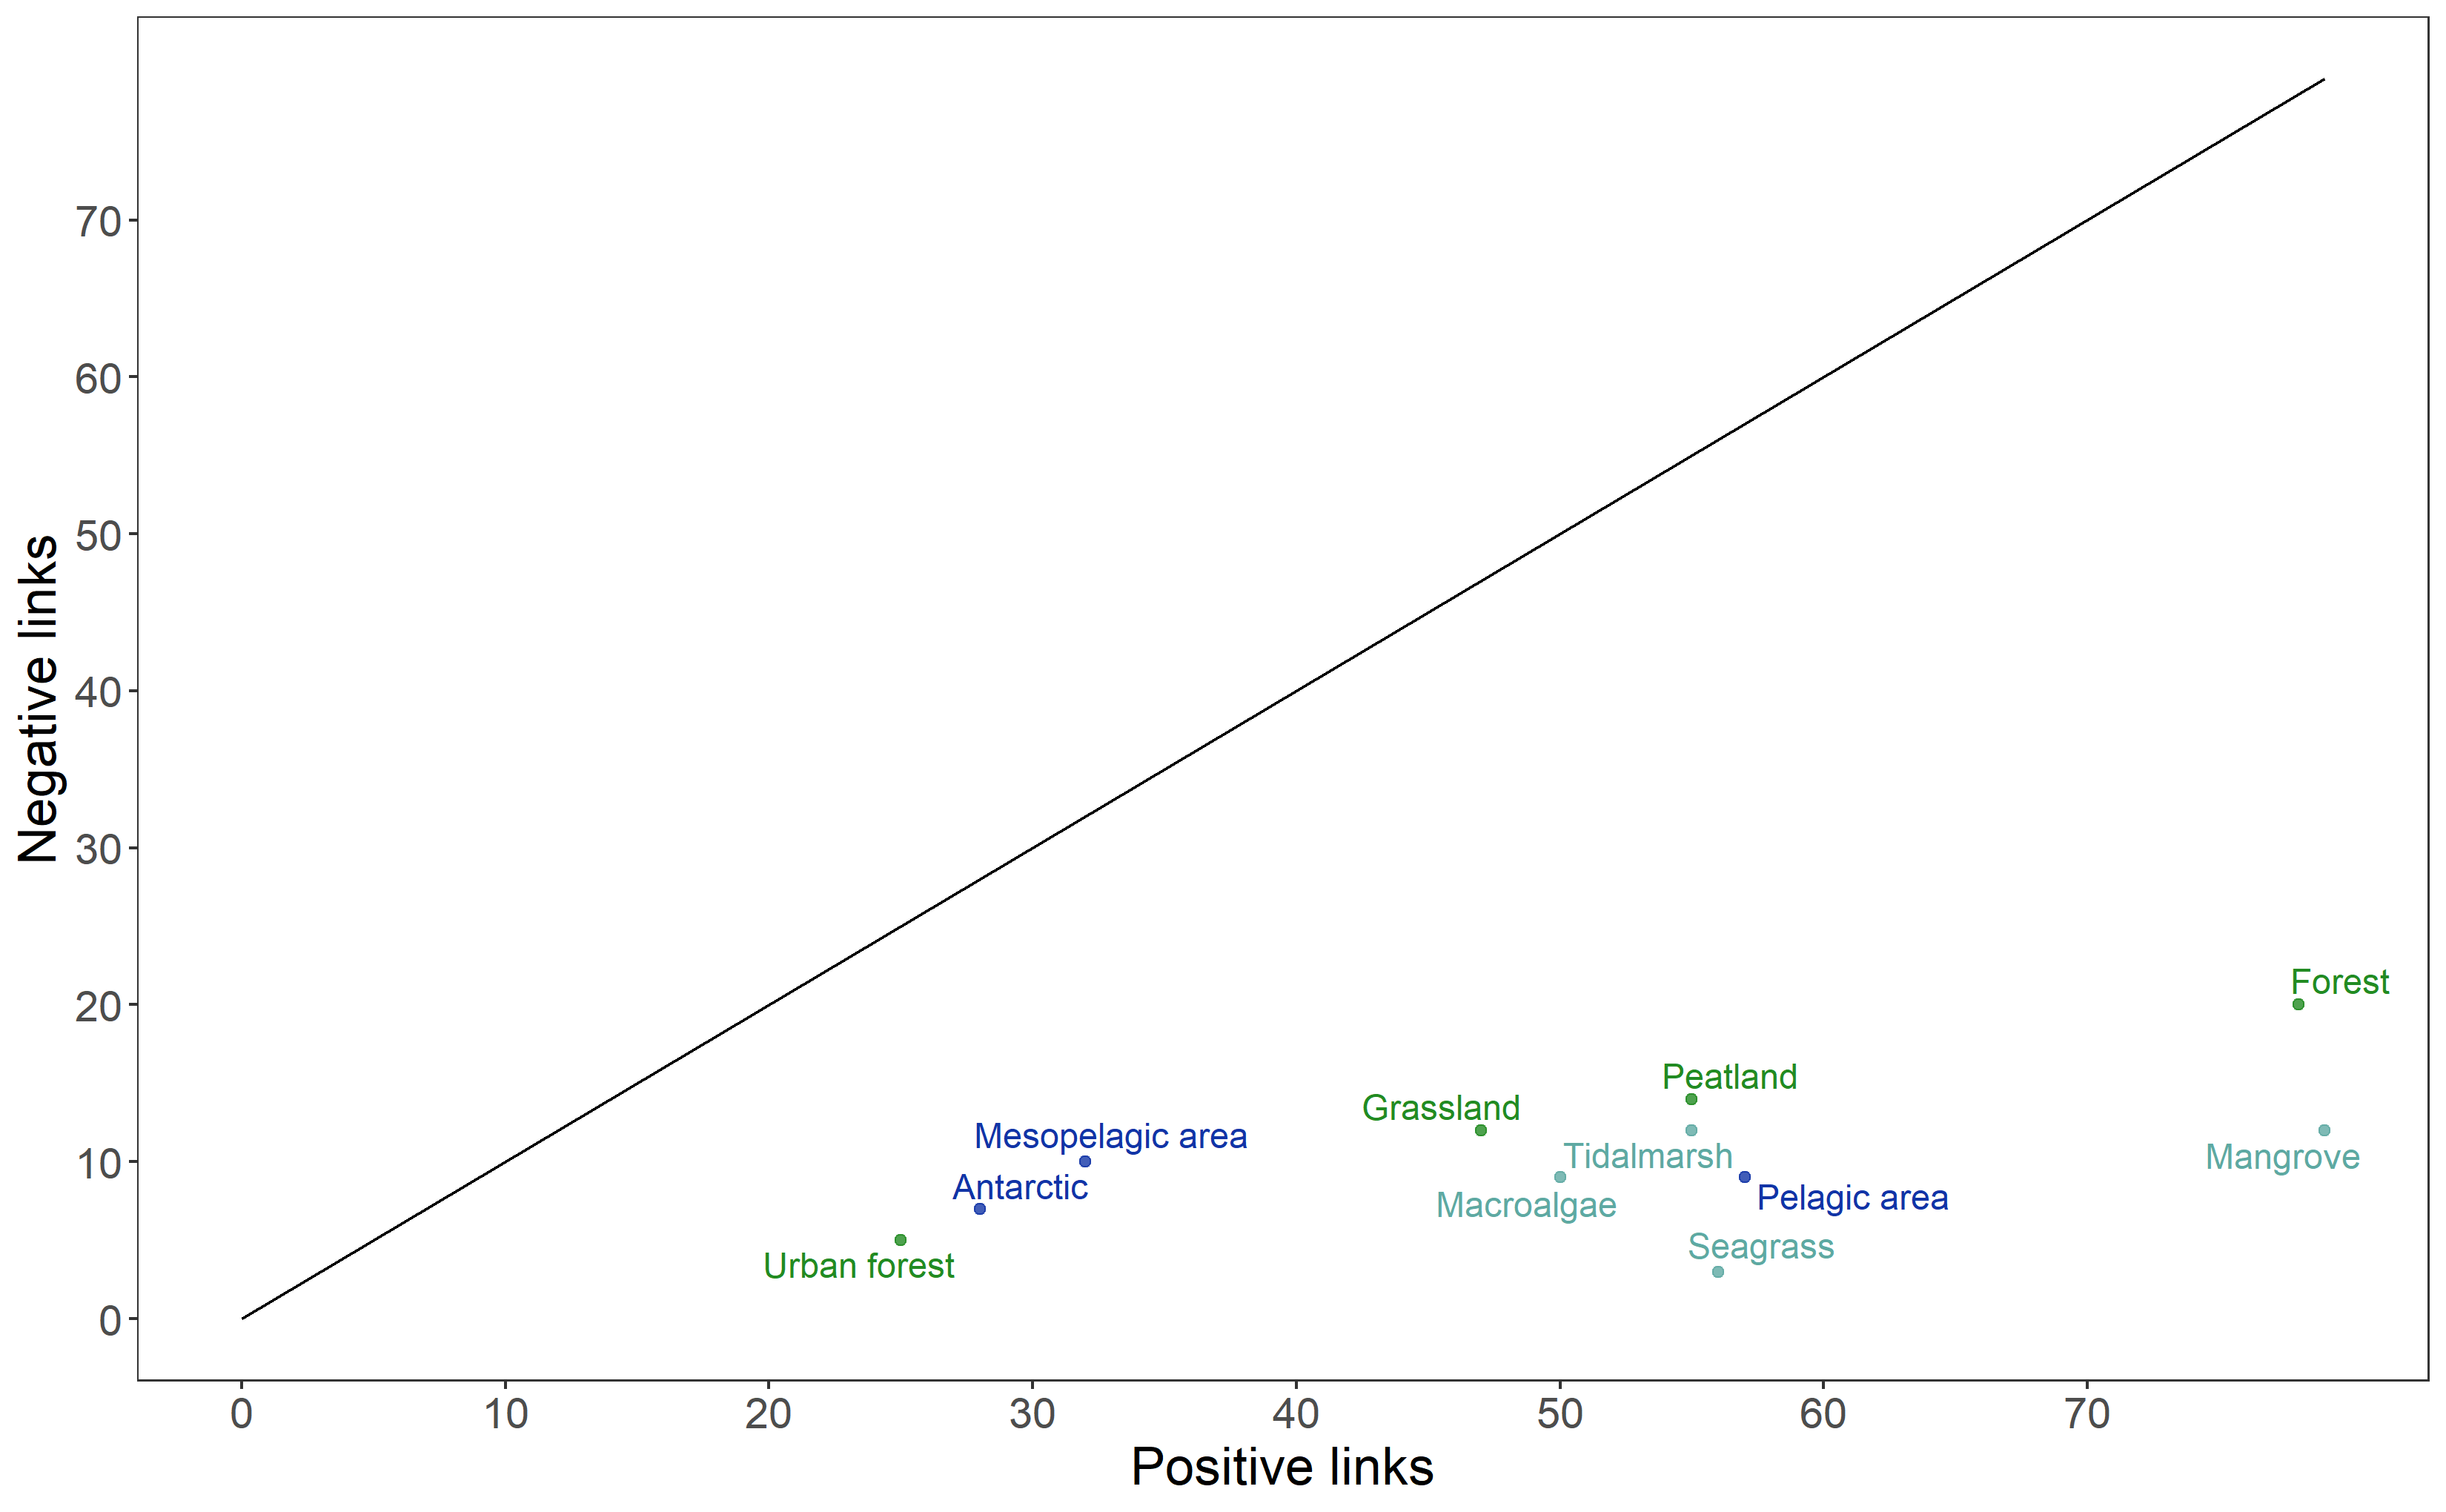 Negative links
70
60
50
40
30
20
10
0
Forest
Peatland
Grassland
Mesopelagic area
Tidalmarsh
Mangrove
Antarctic
Pelagic area
Macroalgae
Seagrass
Urban forest
0 10 20 30 40 50 60 70
Positive links